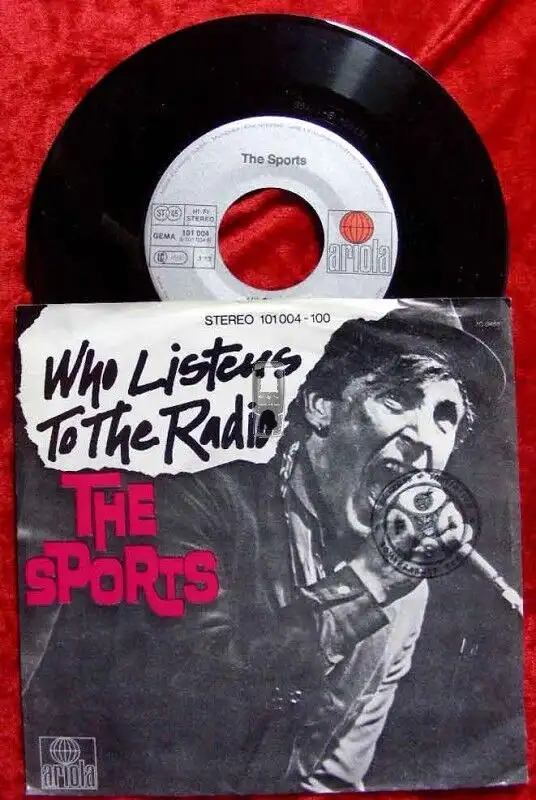 The Sports
ST 45
HI-FI
STEREO
GEMA
101 004
ariola
STEREO 101 004 - 100
Who Listens
To The Radio
THE
SPORTS
ariola